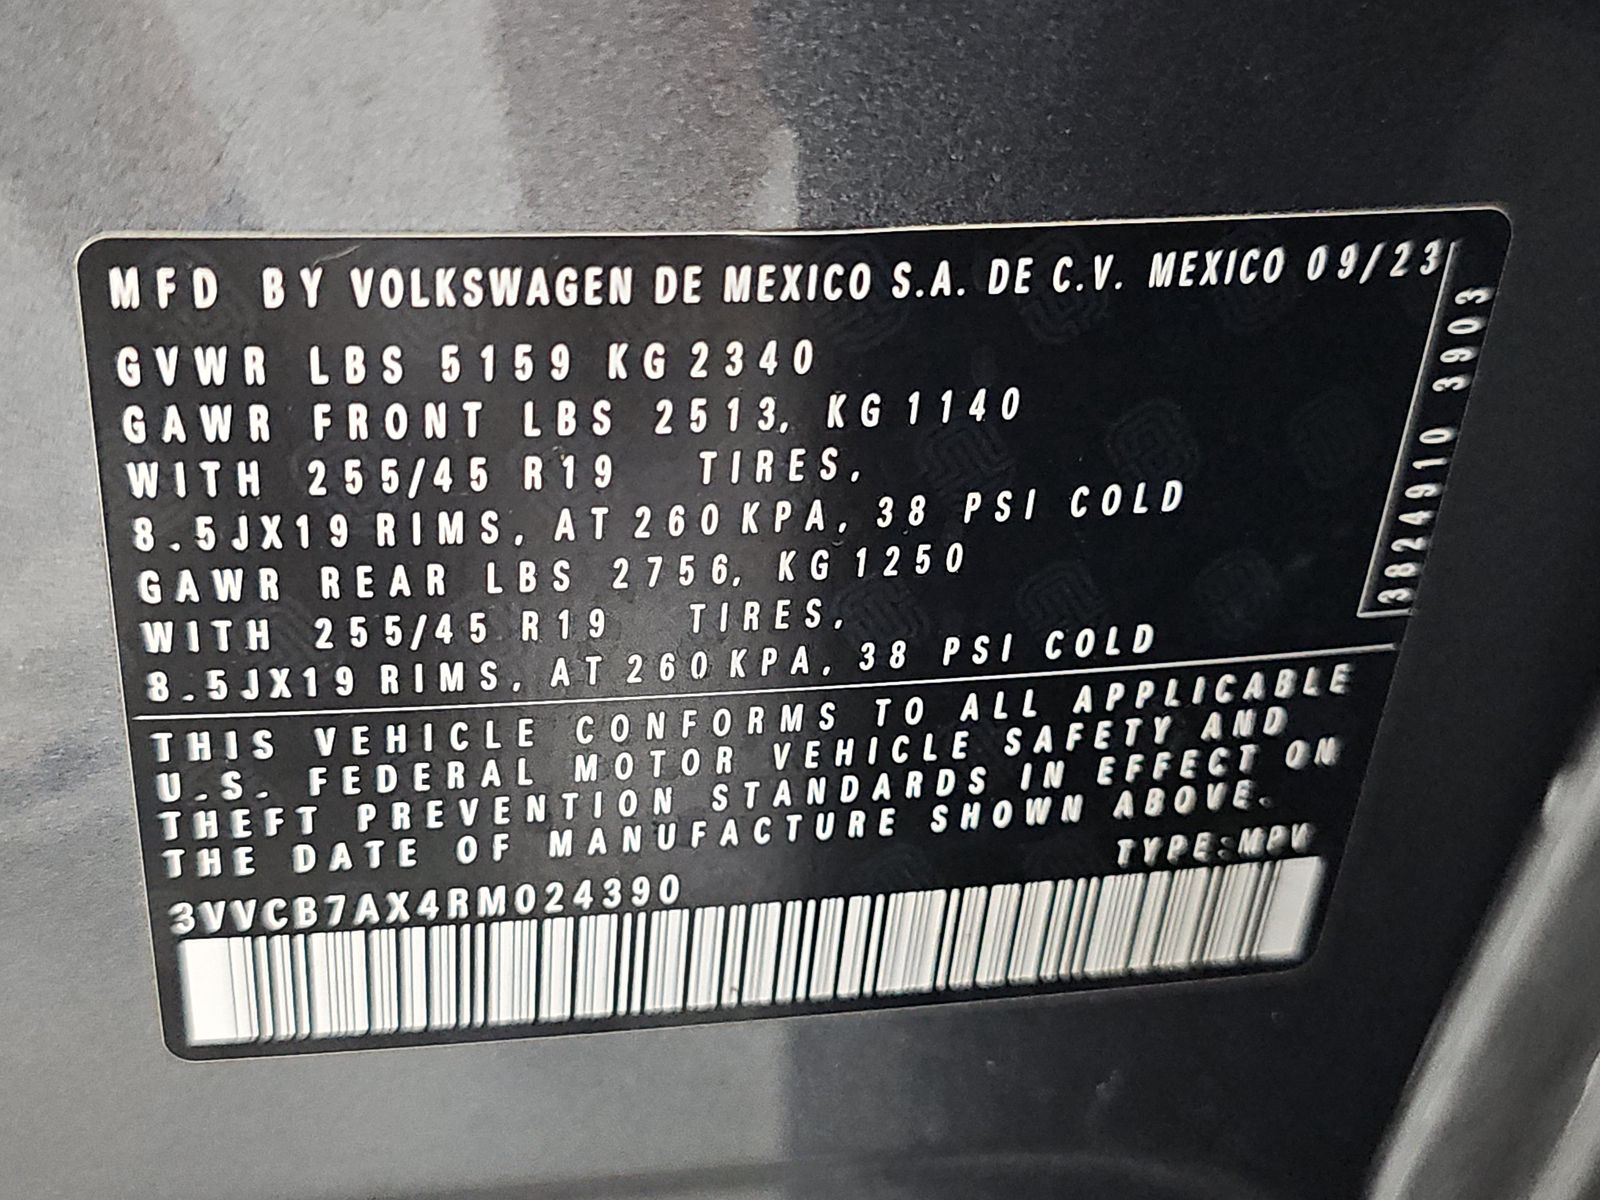 MFD BY VOLKSWAGEN DE MEXICO S.A. DE C.V. MEXICO 09/23
GVWR LBS 5159 KG 2340
GAWR FRONT LBS 2513, KG 1140
WITH 255/45 R19 TIRES,
8.5JX19 RIMS, AT 260 KPA, 38 PSI COLD
GAWR REAR LBS 2756, KG 1250
WITH 255/45 R19 TIRES,
8.5JX19 RIMS, AT 260 KPA, 38 PSI COLD
3824910 3903
THIS VEHICLE CONFORMS TO ALL APPLICABLE
U.S. FEDERAL MOTOR VEHICLE SAFETY AND
THEFT PREVENTION STANDARDS IN EFFECT ON
THE DATE OF MANUFACTURE SHOWN ABOVE.
TYPE:MPV
3VVCB7AX4RM024390